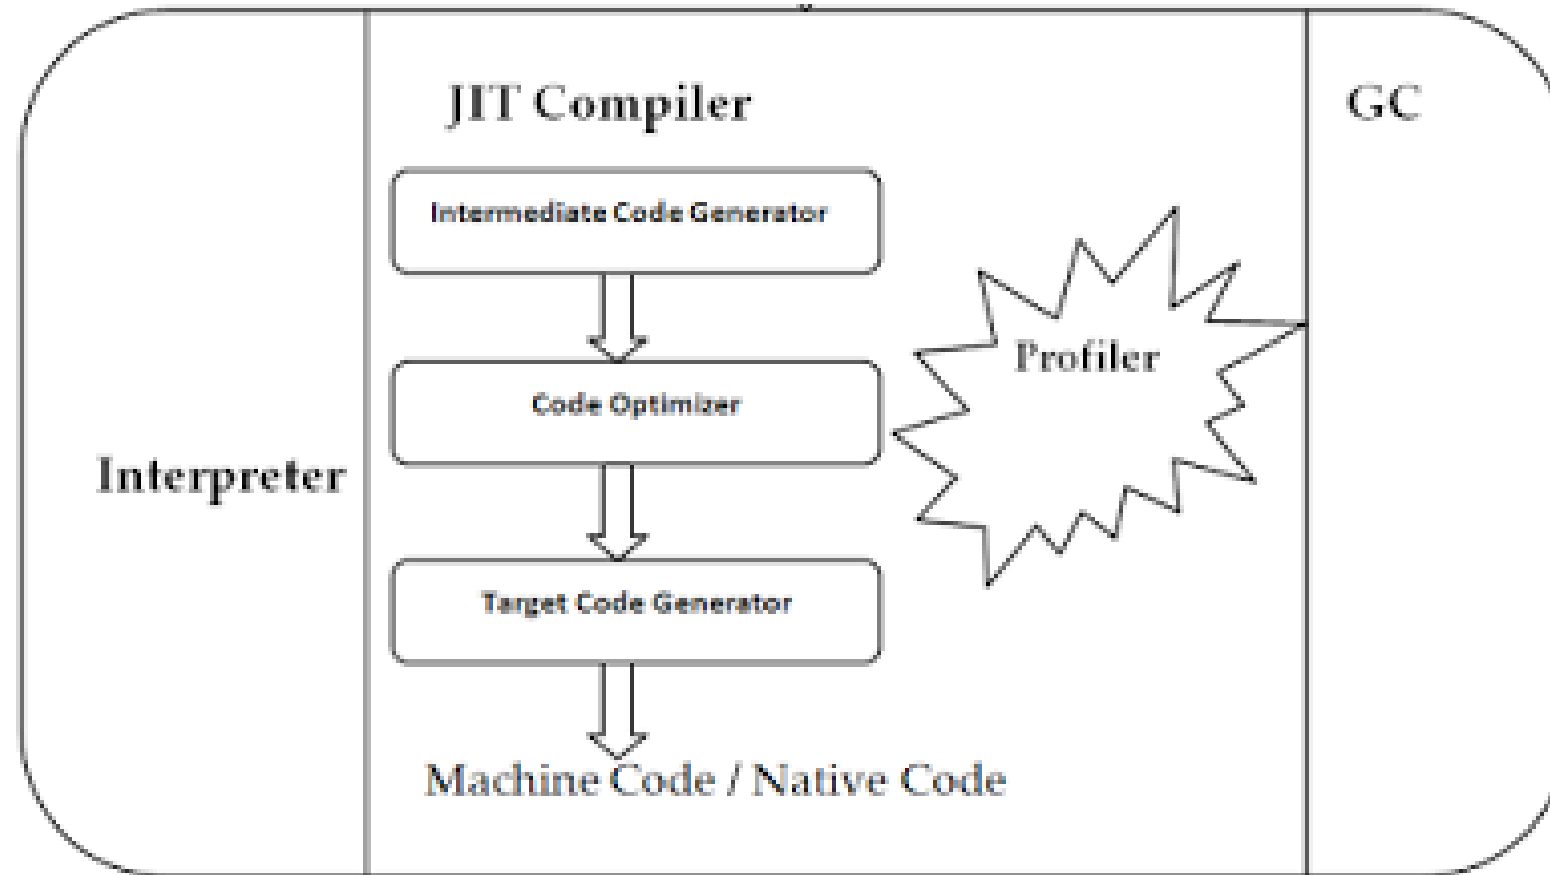 JIT Compiler
GC
Intermediate Code Generator
Profiler
Code Optimizer
Interpreter
Target Code Generator
Machine Code / Native Code